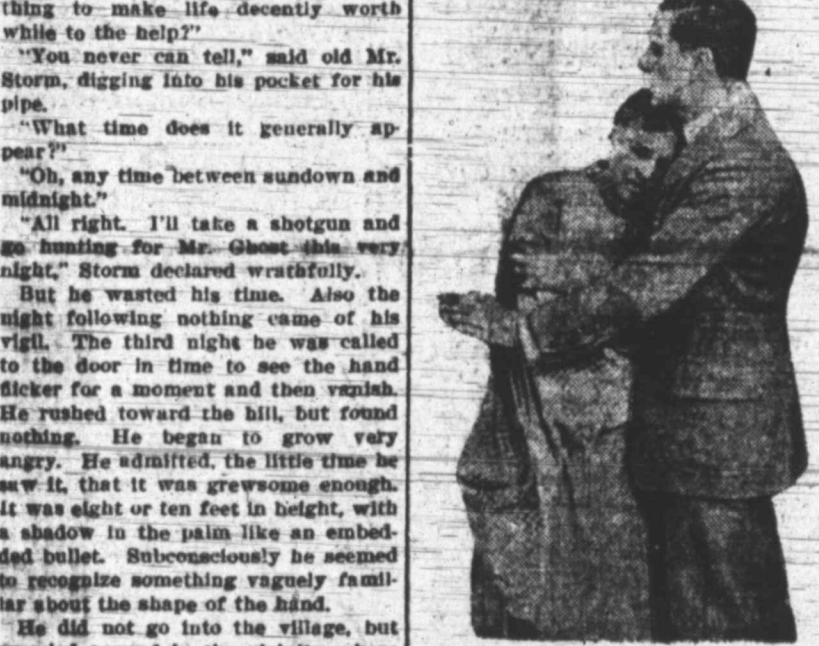 thing to make life decently worth
while to the help?"
"You never can tell," said old Mr.
Storm, digging into his pocket for his
pipe.
"What time does it generally ap-
pear?"
"Oh, any time between sundown and
midnight."
"All right. I'll take a shotgun and
go hunting for Mr. Ghost this very
night," Storm declared wrathfully.
But he wasted his time. Also the
night following nothing came of his
vigil. The third night he was called
to the door in time to see the hand
flicker for a moment and then vanish.
He rushed toward the hill, but found
nothing. He began to grow very
angry. He admitted, the little time he
saw it, that it was grewsome enough.
It was eight or ten feet in height, with
a shadow in the palm like an embed-
ded bullet. Subconsciously he seemed
to recognize something vaguely famil-
iar about the shape of the hand.
He did not go into the village, but